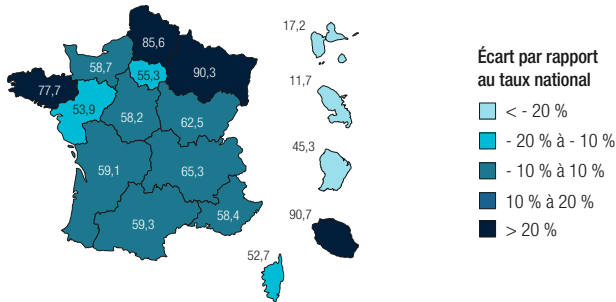 17,2
85,6
58,7
55,3
90,3
77,7
53,9
58,2
62,5
11,7
59,1
65,3
45,3
59,3
58,4
90,7
52,7
Écart par rapport
au taux national
< - 20 %
- 20 % à - 10 %
- 10 % à 10 %
10 % à 20 %
> 20 %